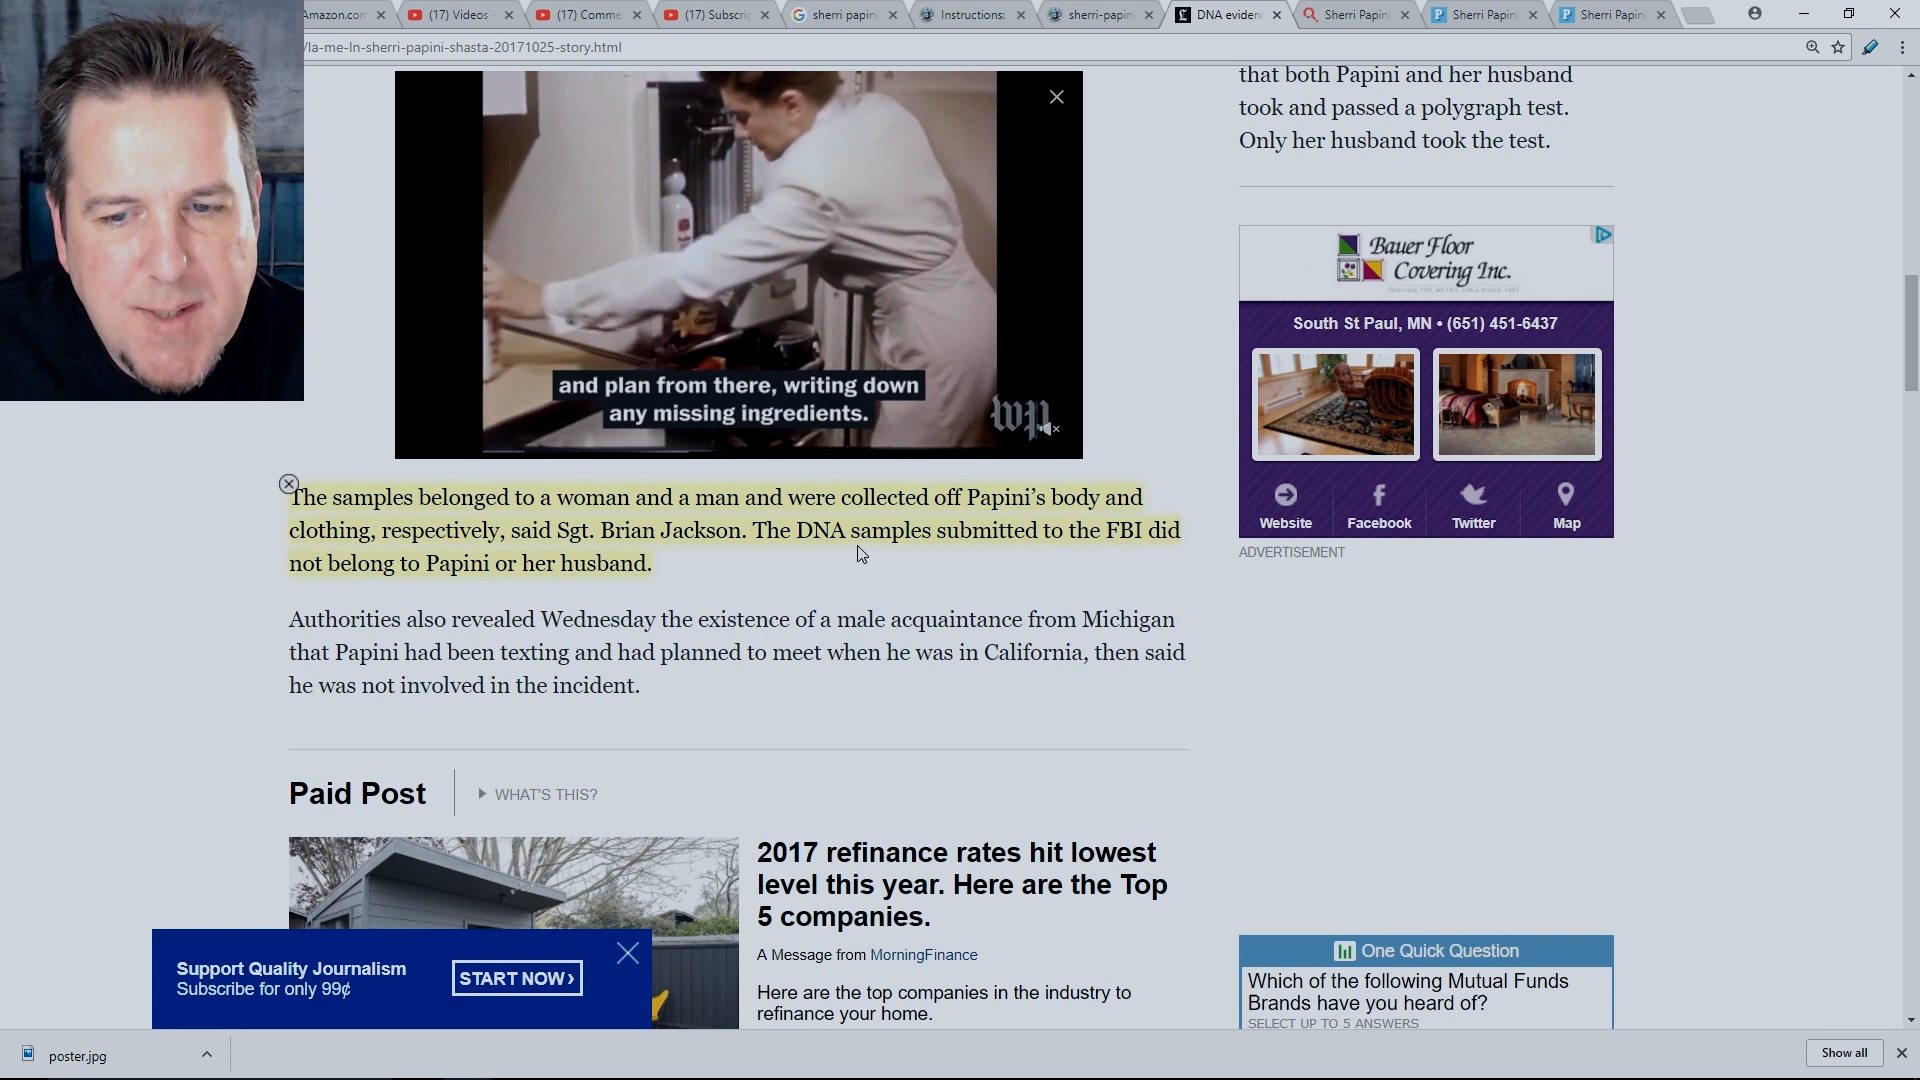 Amazon.com
(17) Videos -
(17) Comme
(17) Subscrip
sherri papini
Instructions:
sherri-papini
DNA eviden
Sherri Papin
Sherri Papin
Sherri Papin
/la-me-ln-sherri-papini-shasta-20171025-story.html
that both Papini and her husband
took and passed a polygraph test.
Only her husband took the test.
and plan from there, writing down
any missing ingredients.
wp
Bauer Floor
Covering Inc.
SERVING THE METRO AREA SINCE
South St Paul, MN • (651) 451-6437
Website
Facebook
Twitter
Map
ADVERTISEMENT
The samples belonged to a woman and a man and were collected off Papini’s body and
clothing, respectively, said Sgt. Brian Jackson. The DNA samples submitted to the FBI did
not belong to Papini or her husband.
Authorities also revealed Wednesday the existence of a male acquaintance from Michigan
that Papini had been texting and had planned to meet when he was in California, then said
he was not involved in the incident.
Paid Post
WHAT'S THIS?
2017 refinance rates hit lowest
level this year. Here are the Top
5 companies.
A Message from MorningFinance
Here are the top companies in the industry to
refinance your home.
Support Quality Journalism
Subscribe for only 99¢
START NOW ›
One Quick Question
Which of the following Mutual Funds
Brands have you heard of?
SELECT UP TO 5 ANSWERS
poster.jpg
Show all